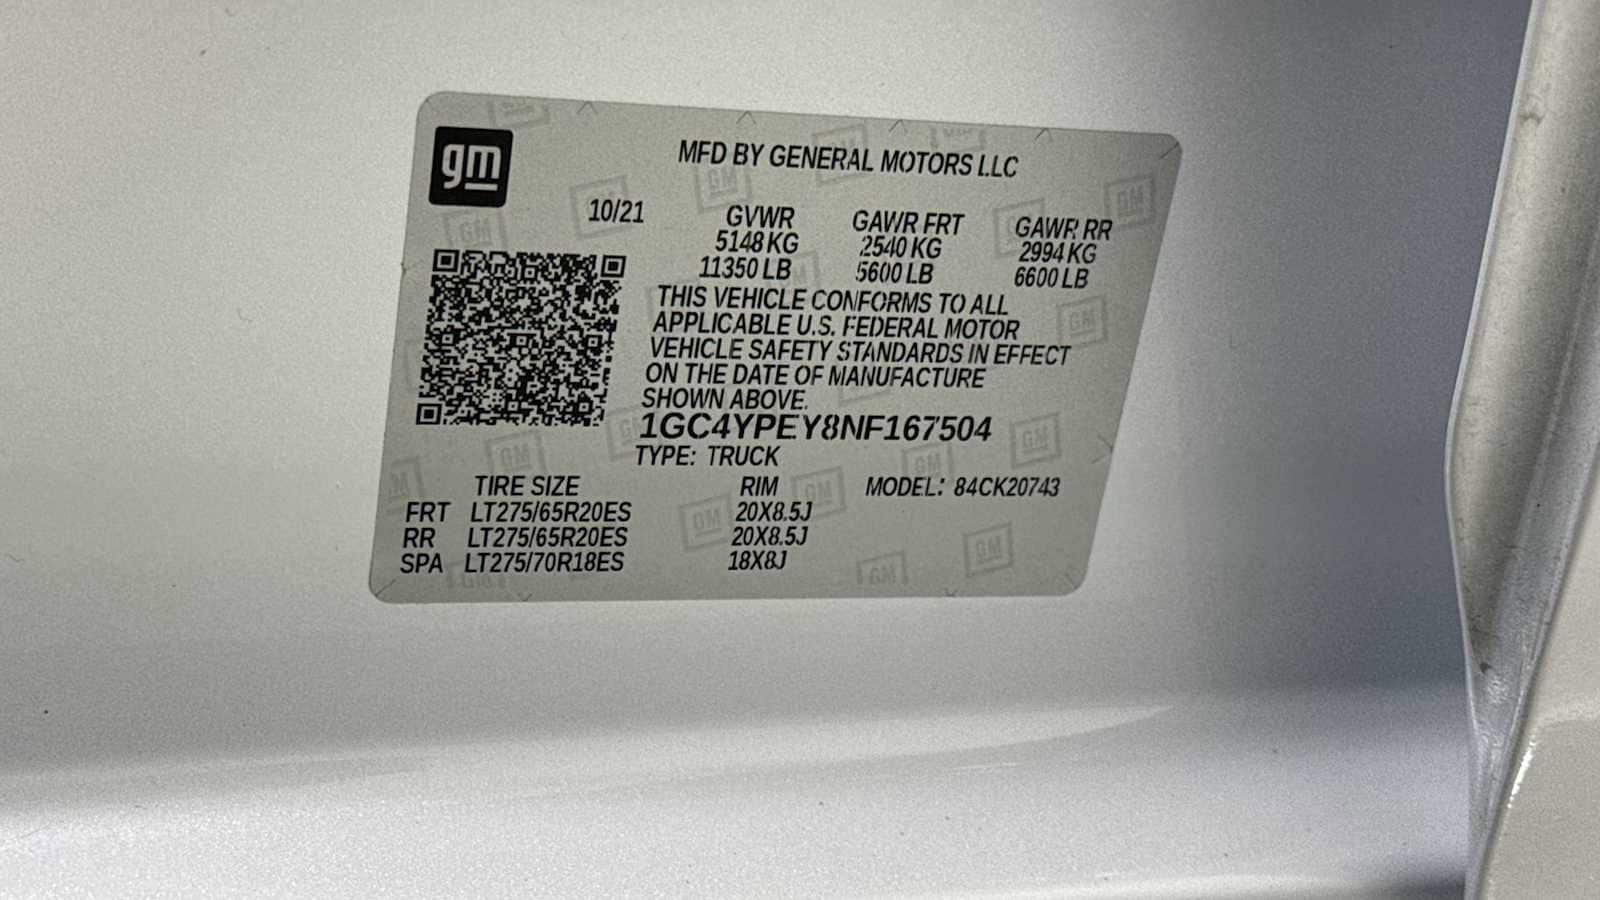 gm
MFD BY GENERAL MOTORS LLC
10/21 GVWR GAWR FRT GAWR RR
5148 KG 2540 KG 2994 KG
11350 LB 5600 LB 6600 LB
THIS VEHICLE CONFORMS TO ALL
APPLICABLE U.S. FEDERAL MOTOR
VEHICLE SAFETY STANDARDS IN EFFECT
ON THE DATE OF MANUFACTURE
SHOWN ABOVE.
1GC4YPEY8NF167504
TYPE: TRUCK
TIRE SIZE RIM MODEL: 84CK20743
FRT LT275/65R20ES 20X8.5J
RR LT275/65R20ES 20X8.5J
SPA LT275/70R18ES 18X8J